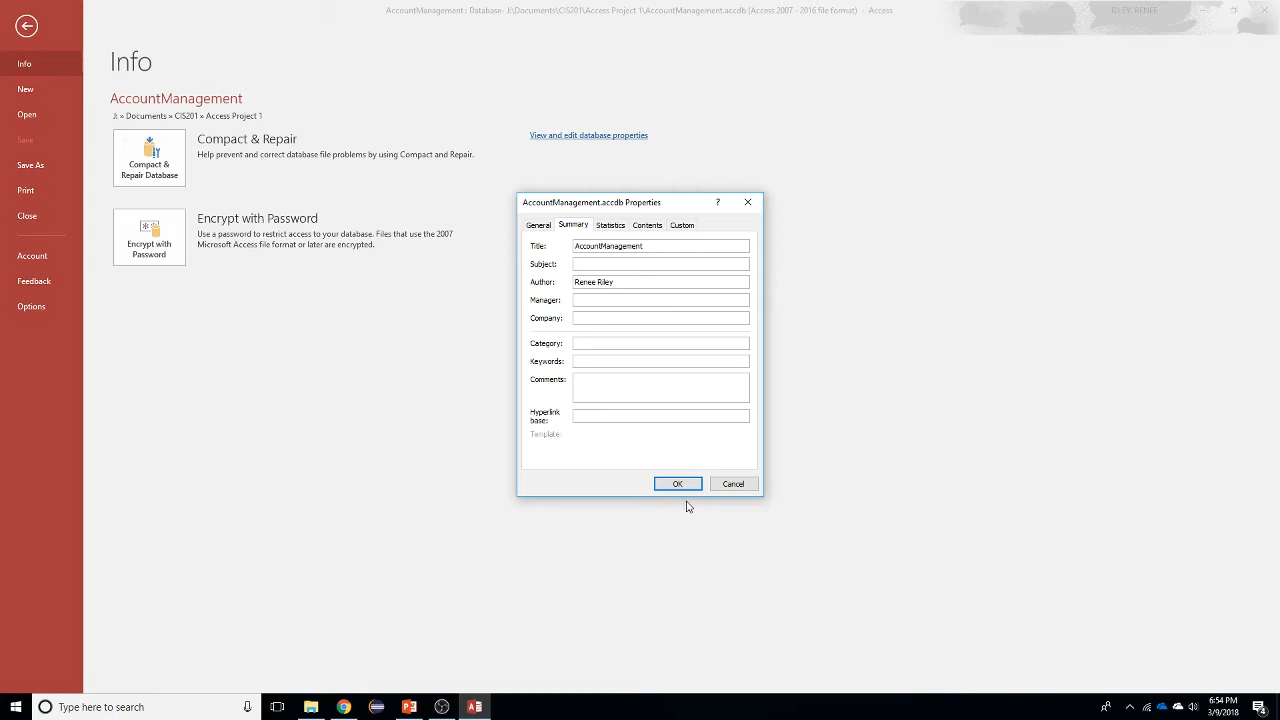 AccountManagement : Database- J:\Documents\CIS201\Access Project 1\AccountManagement.accdb (Access 2007 - 2016 file format) - Access
RILEY, RENEE
Info
New
Open
Save
Save As
Print
Close
Account
Feedback
Options
Info
AccountManagement
J: » Documents » CIS201 » Access Project 1
Compact & Repair Database
Compact & Repair
Help prevent and correct database file problems by using Compact and Repair.
View and edit database properties
Encrypt with Password
Encrypt with Password
Use a password to restrict access to your database. Files that use the 2007
Microsoft Access file format or later are encrypted.
AccountManagement.accdb Properties
?
General Summary Statistics Contents Custom
Title: AccountManagement
Subject:
Author: Renee Riley
Manager:
Company:
Category:
Keywords:
Comments:
Hyperlink base:
Template:
OK Cancel
Type here to search
6:54 PM
3/9/2018